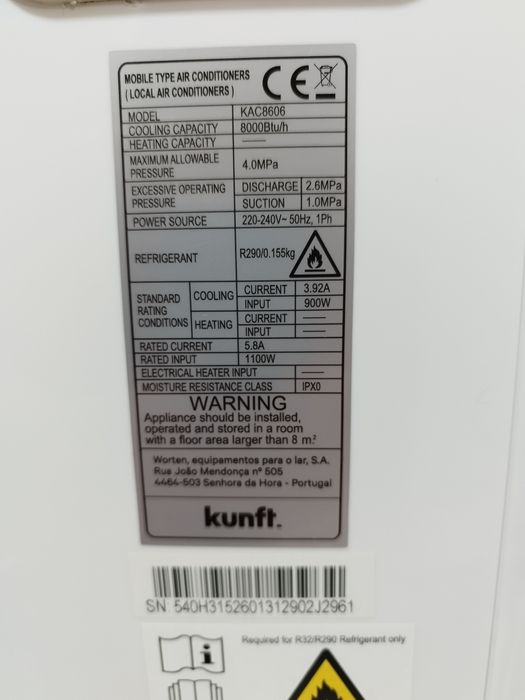 MOBILE TYPE AIR CONDITIONERS
( LOCAL AIR CONDITIONERS )
CE
MODEL KAC8606
COOLING CAPACITY 8000Btu/h
HEATING CAPACITY ——
MAXIMUM ALLOWABLE PRESSURE 4.0MPa
EXCESSIVE OPERATING PRESSURE DISCHARGE 2.6MPa
SUCTION 1.0MPa
POWER SOURCE 220-240V~ 50Hz, 1Ph
REFRIGERANT R290/0.155kg
STANDARD RATING CONDITIONS COOLING CURRENT 3.92A
INPUT 900W
HEATING CURRENT ——
INPUT ——
RATED CURRENT 5.8A
RATED INPUT 1100W
ELECTRICAL HEATER INPUT ——
MOISTURE RESISTANCE CLASS IPX0
WARNING
Appliance should be installed,
operated and stored in a room
with a floor area larger than 8 m²
Worten, equipamentos para o lar, S.A.
Rua João Mendonça nº 505
4464-503 Senhora da Hora - Portugal
kunft.
SN: 540H3152601312902J2961
Required for R32/R290 Refrigerant only